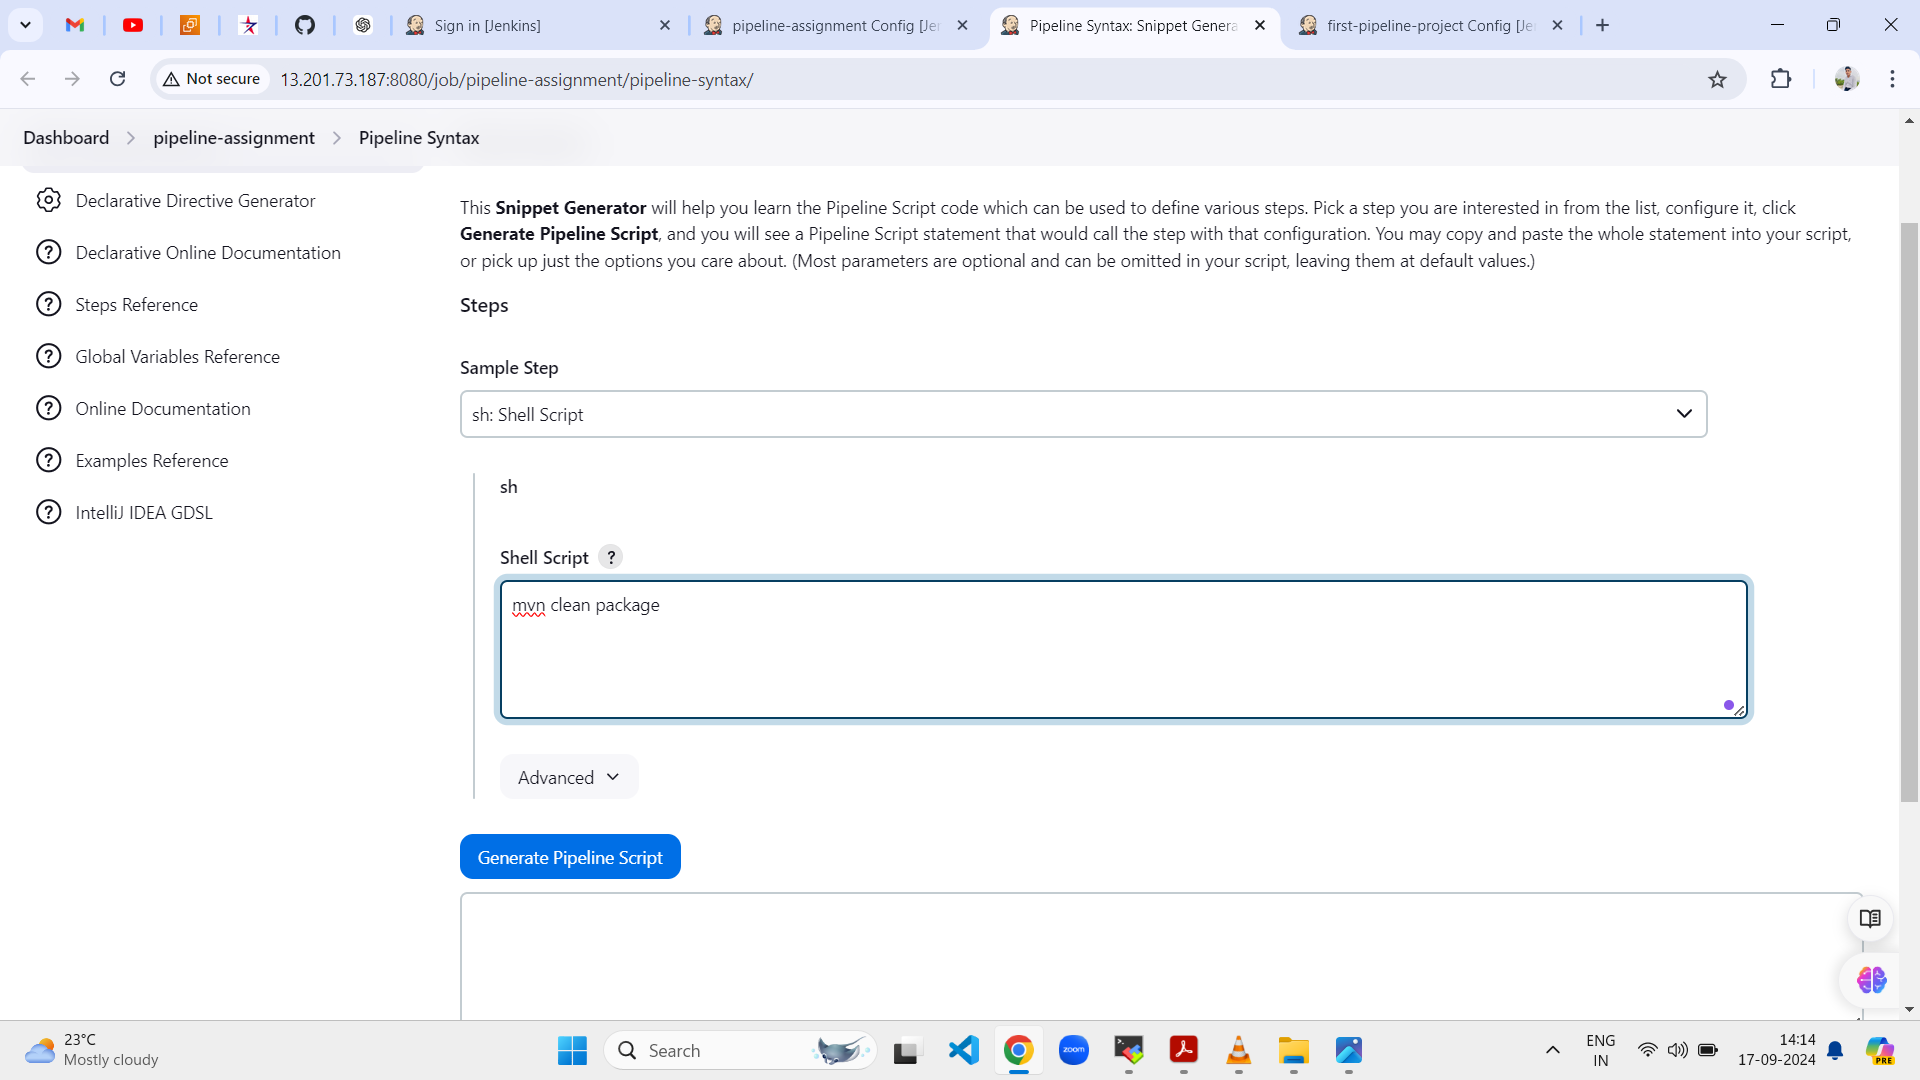 Sign in [Jenkins]
pipeline-assignment Config [Je
Pipeline Syntax: Snippet Genera
first-pipeline-project Config [Je
Not secure
13.201.73.187:8080/job/pipeline-assignment/pipeline-syntax/
Dashboard
pipeline-assignment
Pipeline Syntax
Declarative Directive Generator
Declarative Online Documentation
Steps Reference
Global Variables Reference
Online Documentation
Examples Reference
IntelliJ IDEA GDSL
This Snippet Generator will help you learn the Pipeline Script code which can be used to define various steps. Pick a step you are interested in from the list, configure it, click
Generate Pipeline Script, and you will see a Pipeline Script statement that would call the step with that configuration. You may copy and paste the whole statement into your script,
or pick up just the options you care about. (Most parameters are optional and can be omitted in your script, leaving them at default values.)
Steps
Sample Step
sh: Shell Script
sh
Shell Script ?
mvn clean package
Advanced
Generate Pipeline Script
23°C
Mostly cloudy
Search
zoom
ENG
IN
14:14
17-09-2024
PRE